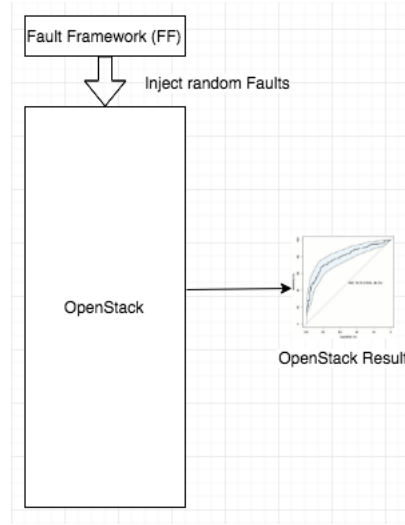 Fault Framework (FF)
Inject random Faults
OpenStack
OpenStack Result